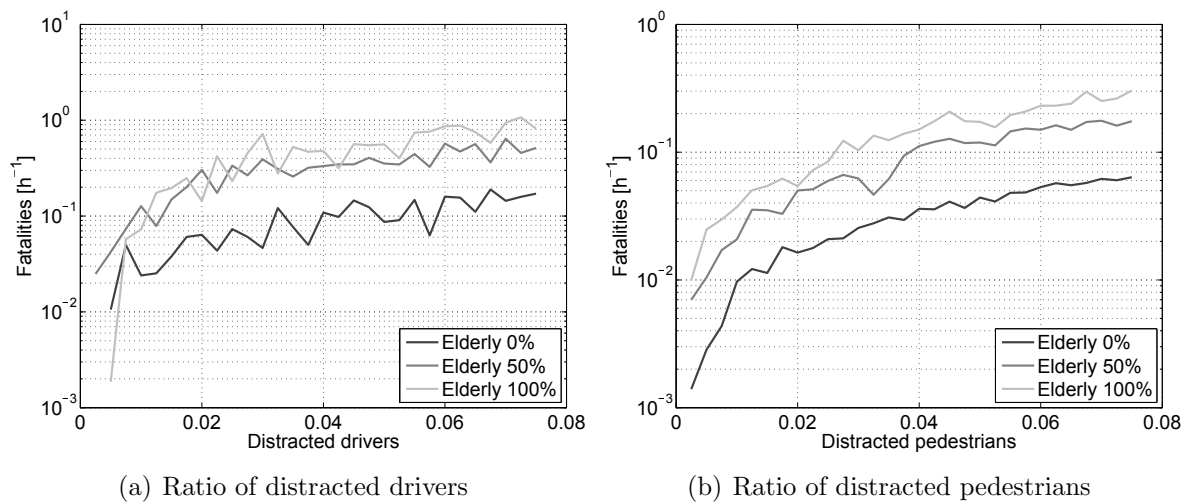 10^1
10^0
10^−1
10^−2
10^−3
Fatalities [h^−1]
0 0.02 0.04 0.06 0.08
Distracted drivers
Elderly 0%
Elderly 50%
Elderly 100%
(a) Ratio of distracted drivers
10^0
10^−1
10^−2
10^−3
Fatalities [h^−1]
0 0.02 0.04 0.06 0.08
Distracted pedestrians
Elderly 0%
Elderly 50%
Elderly 100%
(b) Ratio of distracted pedestrians